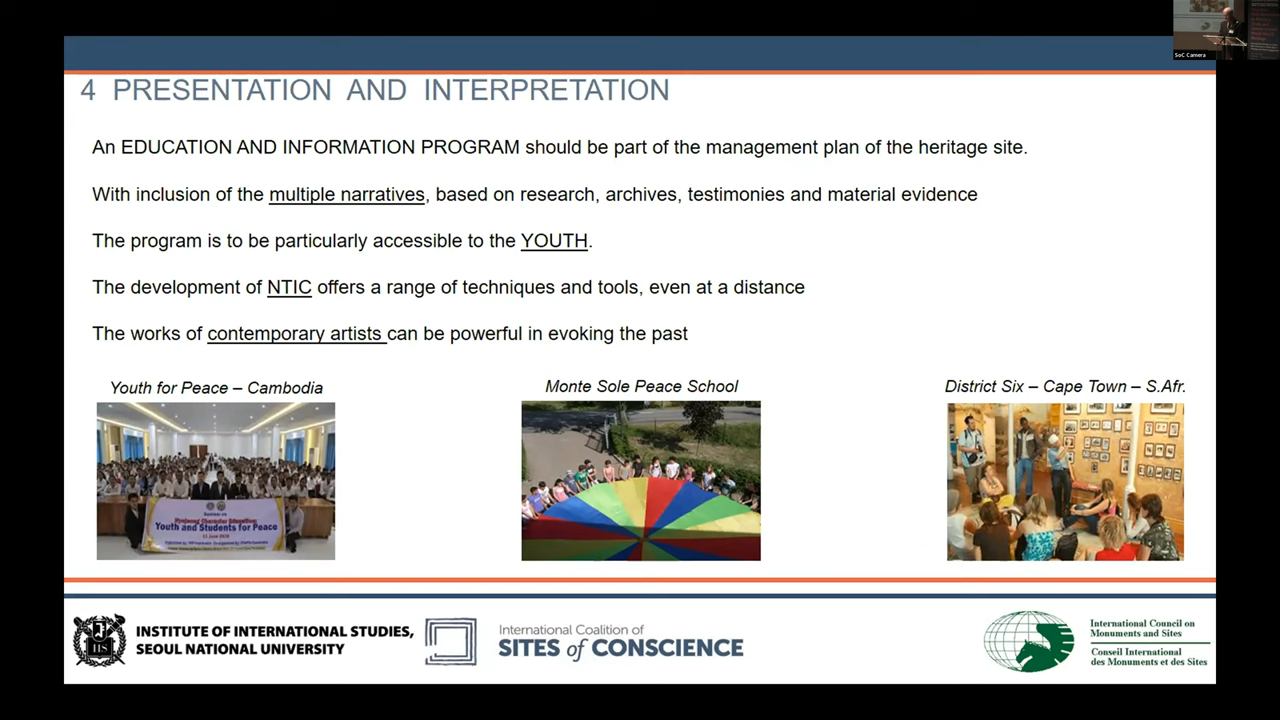 SoC Camera
4 PRESENTATION AND INTERPRETATION
An EDUCATION AND INFORMATION PROGRAM should be part of the management plan of the heritage site.
With inclusion of the multiple narratives, based on research, archives, testimonies and material evidence
The program is to be particularly accessible to the YOUTH.
The development of NTIC offers a range of techniques and tools, even at a distance
The works of contemporary artists can be powerful in evoking the past
Youth for Peace – Cambodia
Monte Sole Peace School
District Six – Cape Town – S.Afr.
Youth and Students for Peace
INSTITUTE OF INTERNATIONAL STUDIES,
SEOUL NATIONAL UNIVERSITY
International Coalition of
SITES of CONSCIENCE
International Council on
Monuments and Sites
Conseil International
des Monuments et des Sites